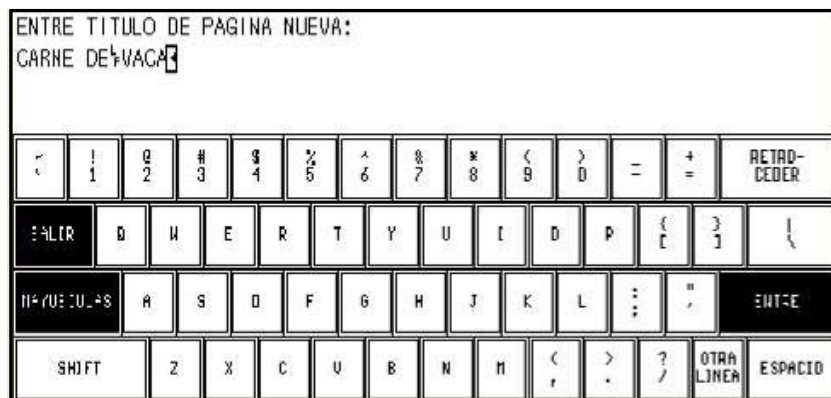 ENTRE TITULO DE PAGINA NUEVA:
CARNE DE VACA
~ ! @ # $ % ^ & * ( ) _ + RETRO-
` 1 2 3 4 5 6 7 8 9 0 - = CEDER
SALIR Q W E R T Y U I O P { } |
[ ] \
MAYUSCULAS A S D F G H J K L : " ENTRE
; '
SHIFT Z X C V B N M < > ? OTRA ESPACIO
, . / LINEA